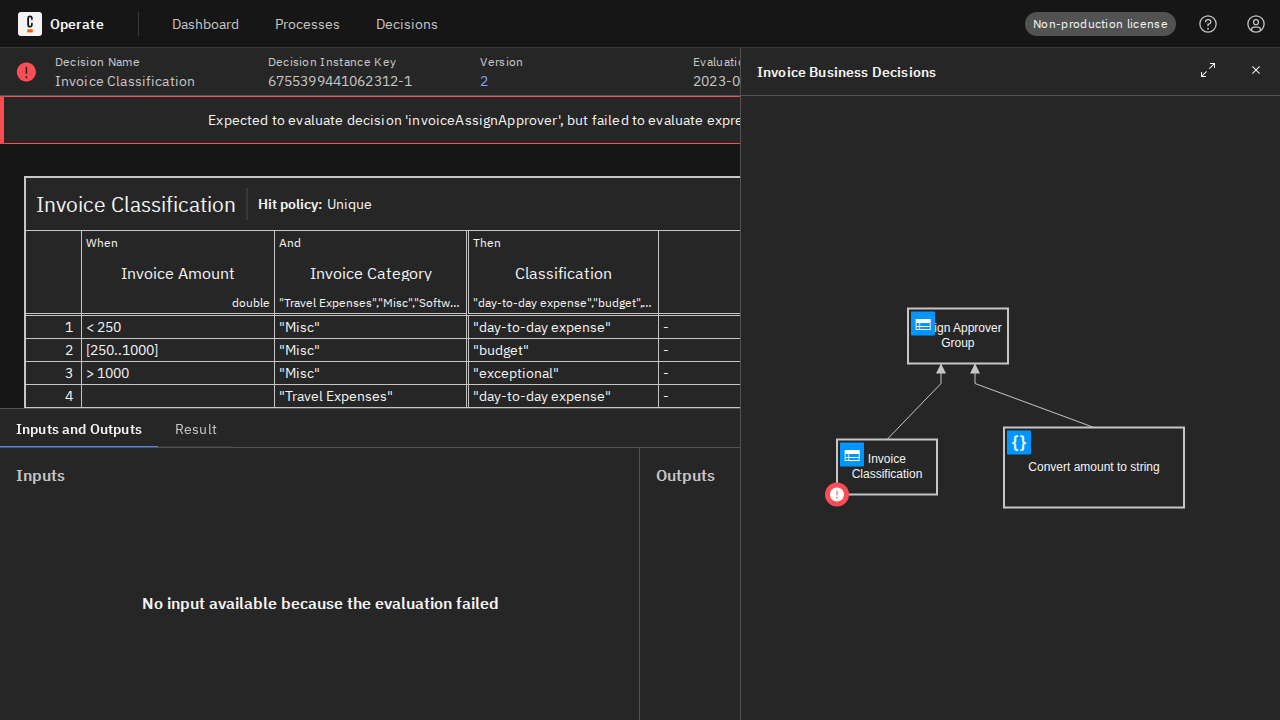 C Operate
Dashboard
Processes
Decisions
Non-production license
Decision Name
Invoice Classification
Decision Instance Key
6755399441062312-1
Version
2
2023-0
Invoice Business Decisions
Expected to evaluate decision 'invoiceAssignApprover', but failed to evaluate expre
Invoice Classification
Hit policy: Unique
When
And
Then
Invoice Amount
Invoice Category
Classification
double
"Travel Expenses","Misc","Softw...
"day-to-day expense","budget",...
1 < 250 "Misc" "day-to-day expense" -
2 [250..1000] "Misc" "budget" -
3 > 1000 "Misc" "exceptional" -
4 "Travel Expenses" "day-to-day expense" -
Inputs and Outputs
Result
Inputs
Outputs
No input available because the evaluation failed
ign Approver
Group
Invoice
Classification
{}
Convert amount to string